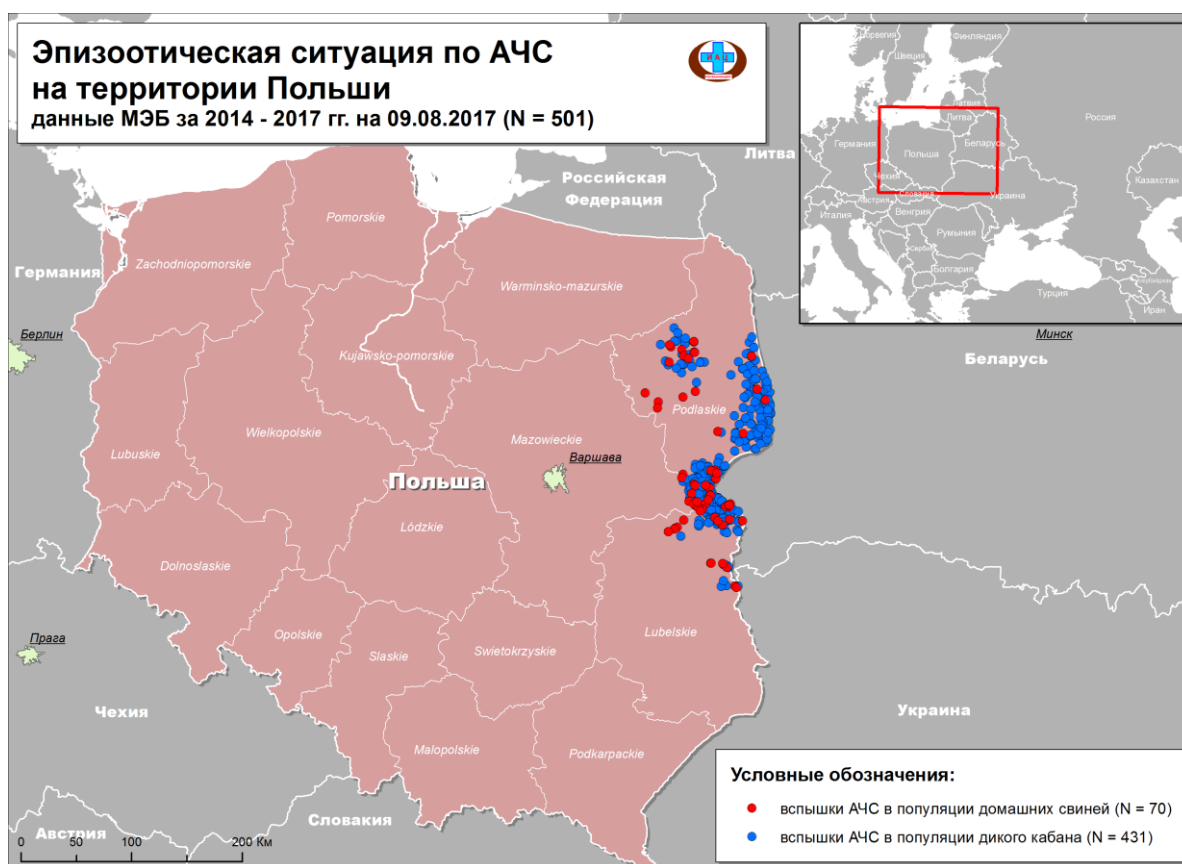 Эпизоотическая ситуация по АЧС
на территории Польши
данные МЭБ за 2014 - 2017 гг. на 09.08.2017 (N = 501)
И А Ц
Норвегия
Швеция
Финляндия
Латвия
Литва
Россия
Германия
Польша
Беларусь
Чехия
Словакия
Украина
Австрия
Казахстан
Италия
Венгрия
Румыния
Сербия
Болгария
Турция
Иран
Литва
Российская
Федерация
Pomorskie
Zachodniopomorskie
Германия
Warminsko-mazurskie
Берлин
Минск
Kujawsko-pomorskie
Беларусь
Podlaskie
Wielkopolskie
Mazowieckie
Lubuskie
Варшава
Польша
Lódzkie
Dolnoslaskie
Opolskie
Прага
Slaskie
Swietokrzyskie
Lubelskie
Чехия
Украина
Malopolskie
Podkarpackie
Словакия
Австрия
0 50 100 200 Км
Условные обозначения:
вспышки АЧС в популяции домашних свиней (N = 70)
вспышки АЧС в популяции дикого кабана (N = 431)